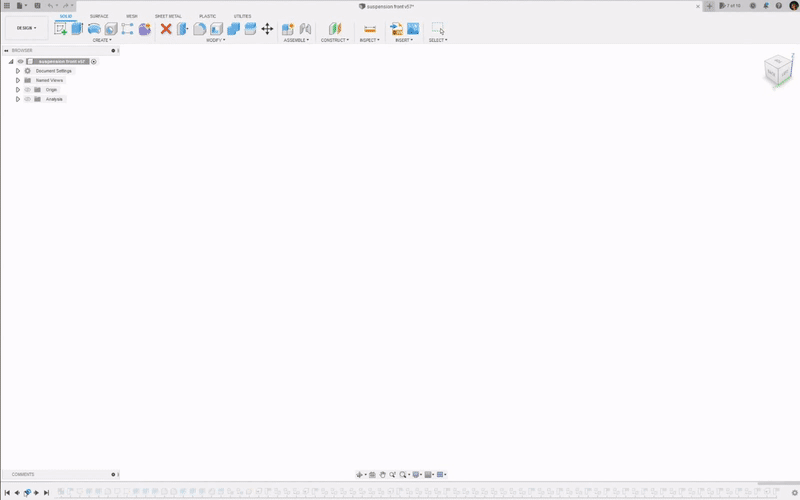 suspension front v57*
7 of 10
DESIGN
SOLID
SURFACE
MESH
SHEET METAL
PLASTIC
UTILITIES
CREATE
MODIFY
ASSEMBLE
CONSTRUCT
INSPECT
INSERT
SELECT
BROWSER
suspension front v57
Document Settings
Named Views
Origin
Analysis
COMMENTS